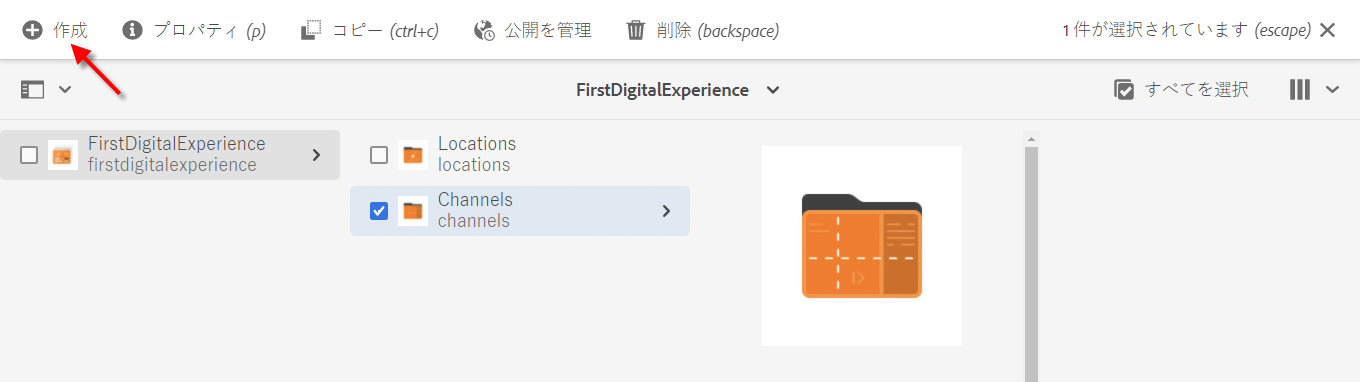 作成 プロパティ (p) コピー (ctrl+c) 公開を管理 削除 (backspace) 1 件が選択されています (escape)
FirstDigitalExperience すべてを選択
FirstDigitalExperience
firstdigitalexperience
Locations
locations
Channels
channels